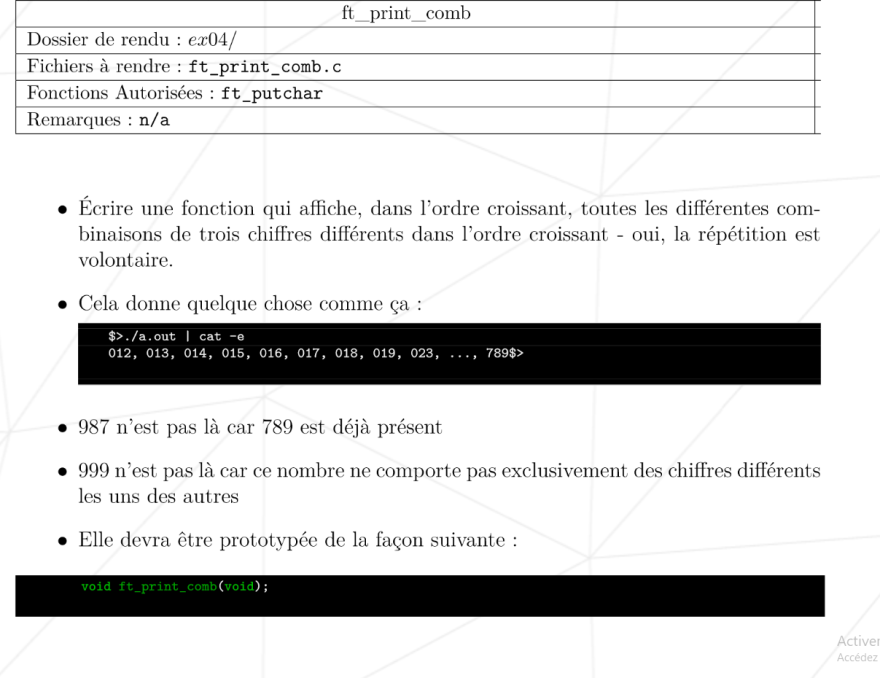 ft_print_comb
Dossier de rendu : ex04/
Fichiers à rendre : ft_print_comb.c
Fonctions Autorisées : ft_putchar
Remarques : n/a
• Écrire une fonction qui affiche, dans l'ordre croissant, toutes les différentes com-
binaisons de trois chiffres différents dans l'ordre croissant - oui, la répétition est
volontaire.
• Cela donne quelque chose comme ça :
$>./a.out | cat -e
012, 013, 014, 015, 016, 017, 018, 019, 023, ..., 789$>
• 987 n'est pas là car 789 est déjà présent
• 999 n'est pas là car ce nombre ne comporte pas exclusivement des chiffres différents
les uns des autres
• Elle devra être prototypée de la façon suivante :
void ft_print_comb(void);
Activer
Accédez